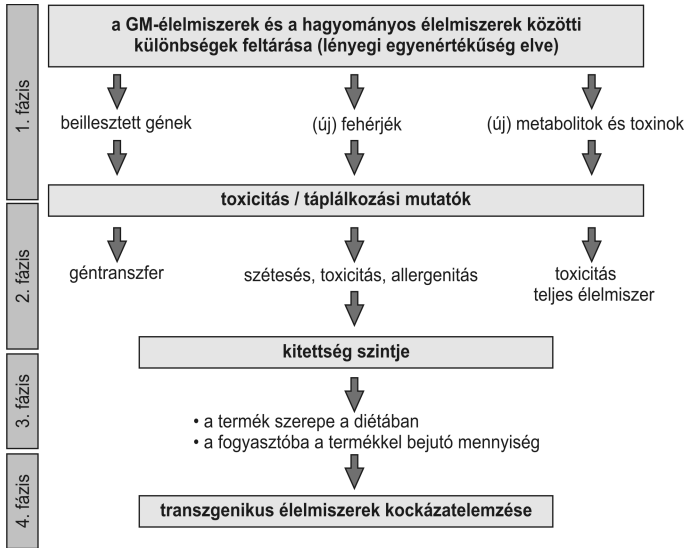 a GM-élelmiszerek és a hagyományos élelmiszerek közötti
különbségek feltárása (lényegi egyenértékűség elve)
1. fázis
beillesztett gének
(új) fehérjék
(új) metabolitok és toxinok
toxicitás / táplálkozási mutatók
2. fázis
géntranszfer
szétesés, toxicitás, allergenitás
toxicitás
teljes élelmiszer
kitettség szintje
3. fázis
• a termék szerepe a diétában
• a fogyasztóba a termékkel bejutó mennyiség
4. fázis
transzgenikus élelmiszerek kockázatelemzése